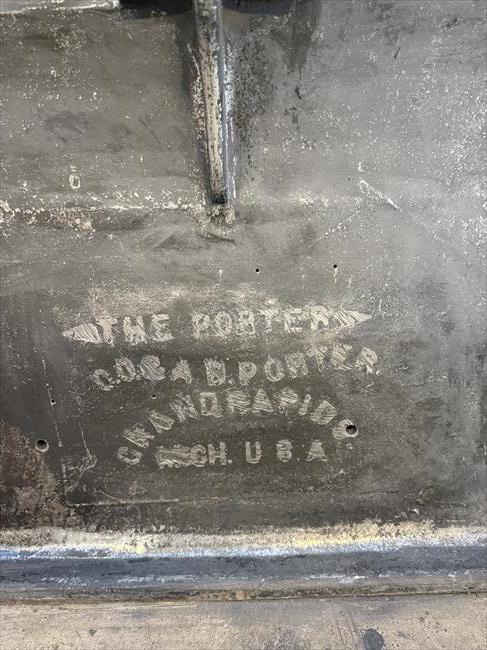 THE PORTER
C.O. & A.D. PORTER.
GRAND RAPIDS
MICH. U.S.A